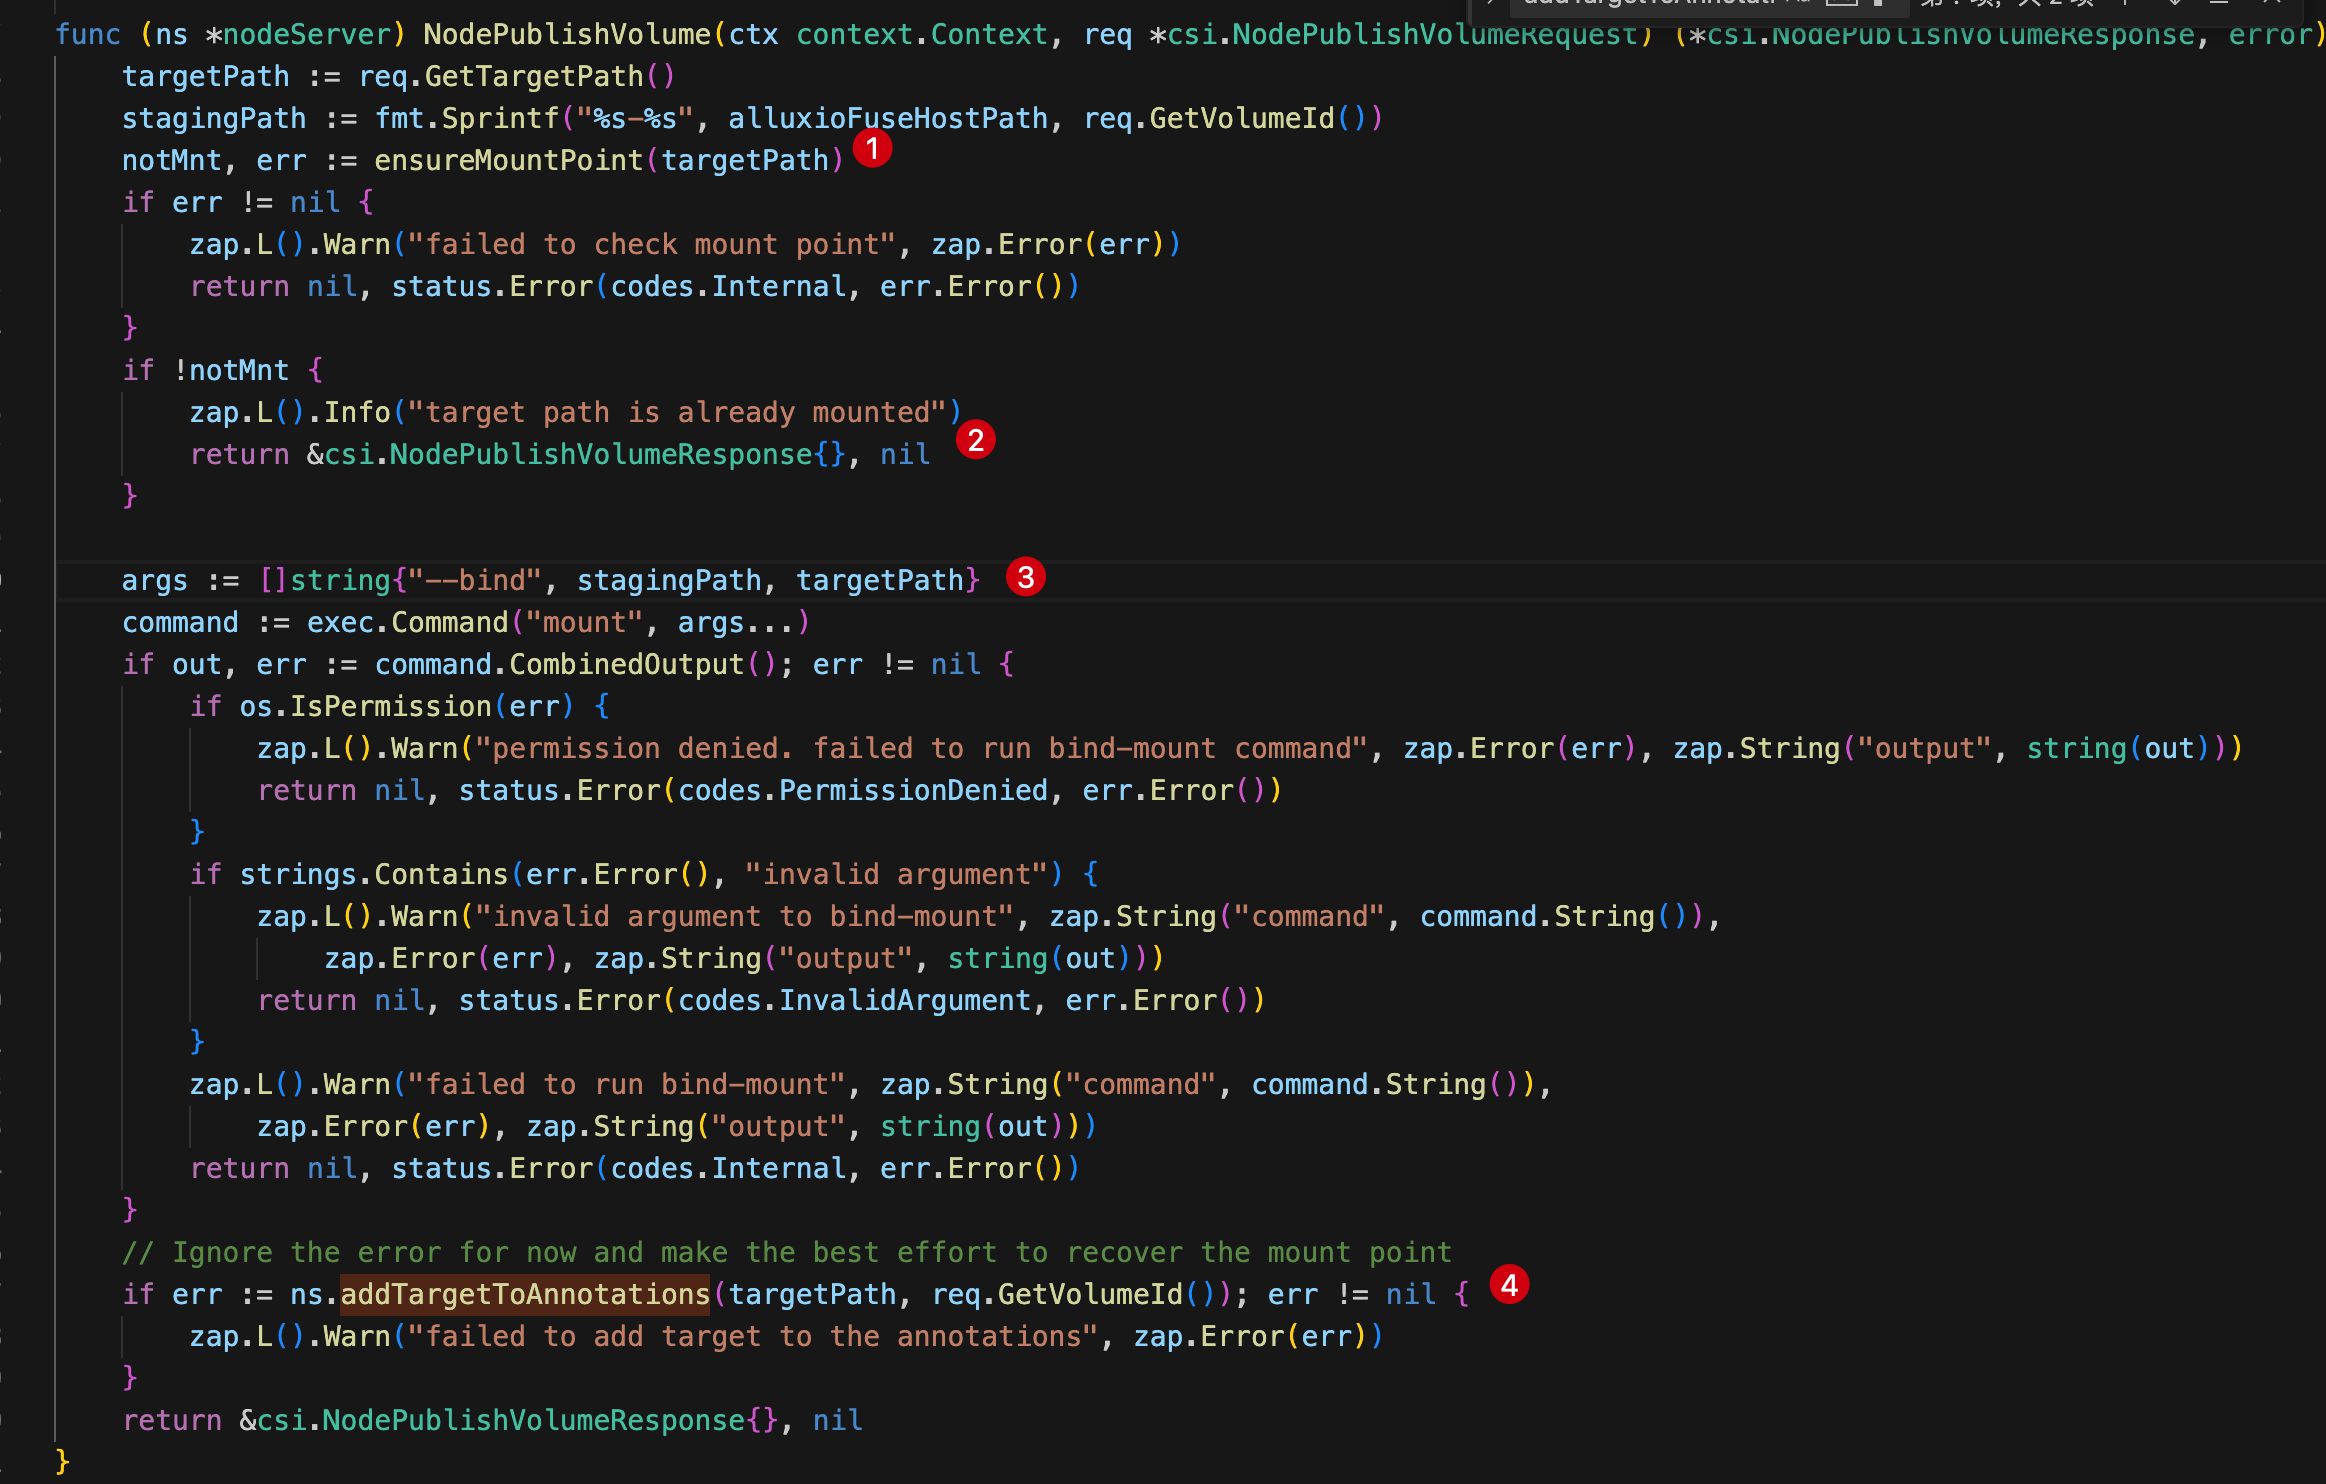 第 ? 项, 共 2 项
func (ns *nodeServer) NodePublishVolume(ctx context.Context, req *csi.NodePublishVolumeRequest) (*csi.NodePublishVolumeResponse, error)
targetPath := req.GetTargetPath()
stagingPath := fmt.Sprintf("%s-%s", alluxioFuseHostPath, req.GetVolumeId())
notMnt, err := ensureMountPoint(targetPath) 1
if err != nil {
zap.L().Warn("failed to check mount point", zap.Error(err))
return nil, status.Error(codes.Internal, err.Error())
}
if !notMnt {
zap.L().Info("target path is already mounted")
return &csi.NodePublishVolumeResponse{}, nil 2
}
args := []string{"--bind", stagingPath, targetPath} 3
command := exec.Command("mount", args...)
if out, err := command.CombinedOutput(); err != nil {
if os.IsPermission(err) {
zap.L().Warn("permission denied. failed to run bind-mount command", zap.Error(err), zap.String("output", string(out)))
return nil, status.Error(codes.PermissionDenied, err.Error())
}
if strings.Contains(err.Error(), "invalid argument") {
zap.L().Warn("invalid argument to bind-mount", zap.String("command", command.String()),
zap.Error(err), zap.String("output", string(out)))
return nil, status.Error(codes.InvalidArgument, err.Error())
}
zap.L().Warn("failed to run bind-mount", zap.String("command", command.String()),
zap.Error(err), zap.String("output", string(out)))
return nil, status.Error(codes.Internal, err.Error())
}
// Ignore the error for now and make the best effort to recover the mount point
if err := ns.addTargetToAnnotations(targetPath, req.GetVolumeId()); err != nil { 4
zap.L().Warn("failed to add target to the annotations", zap.Error(err))
}
return &csi.NodePublishVolumeResponse{}, nil
}